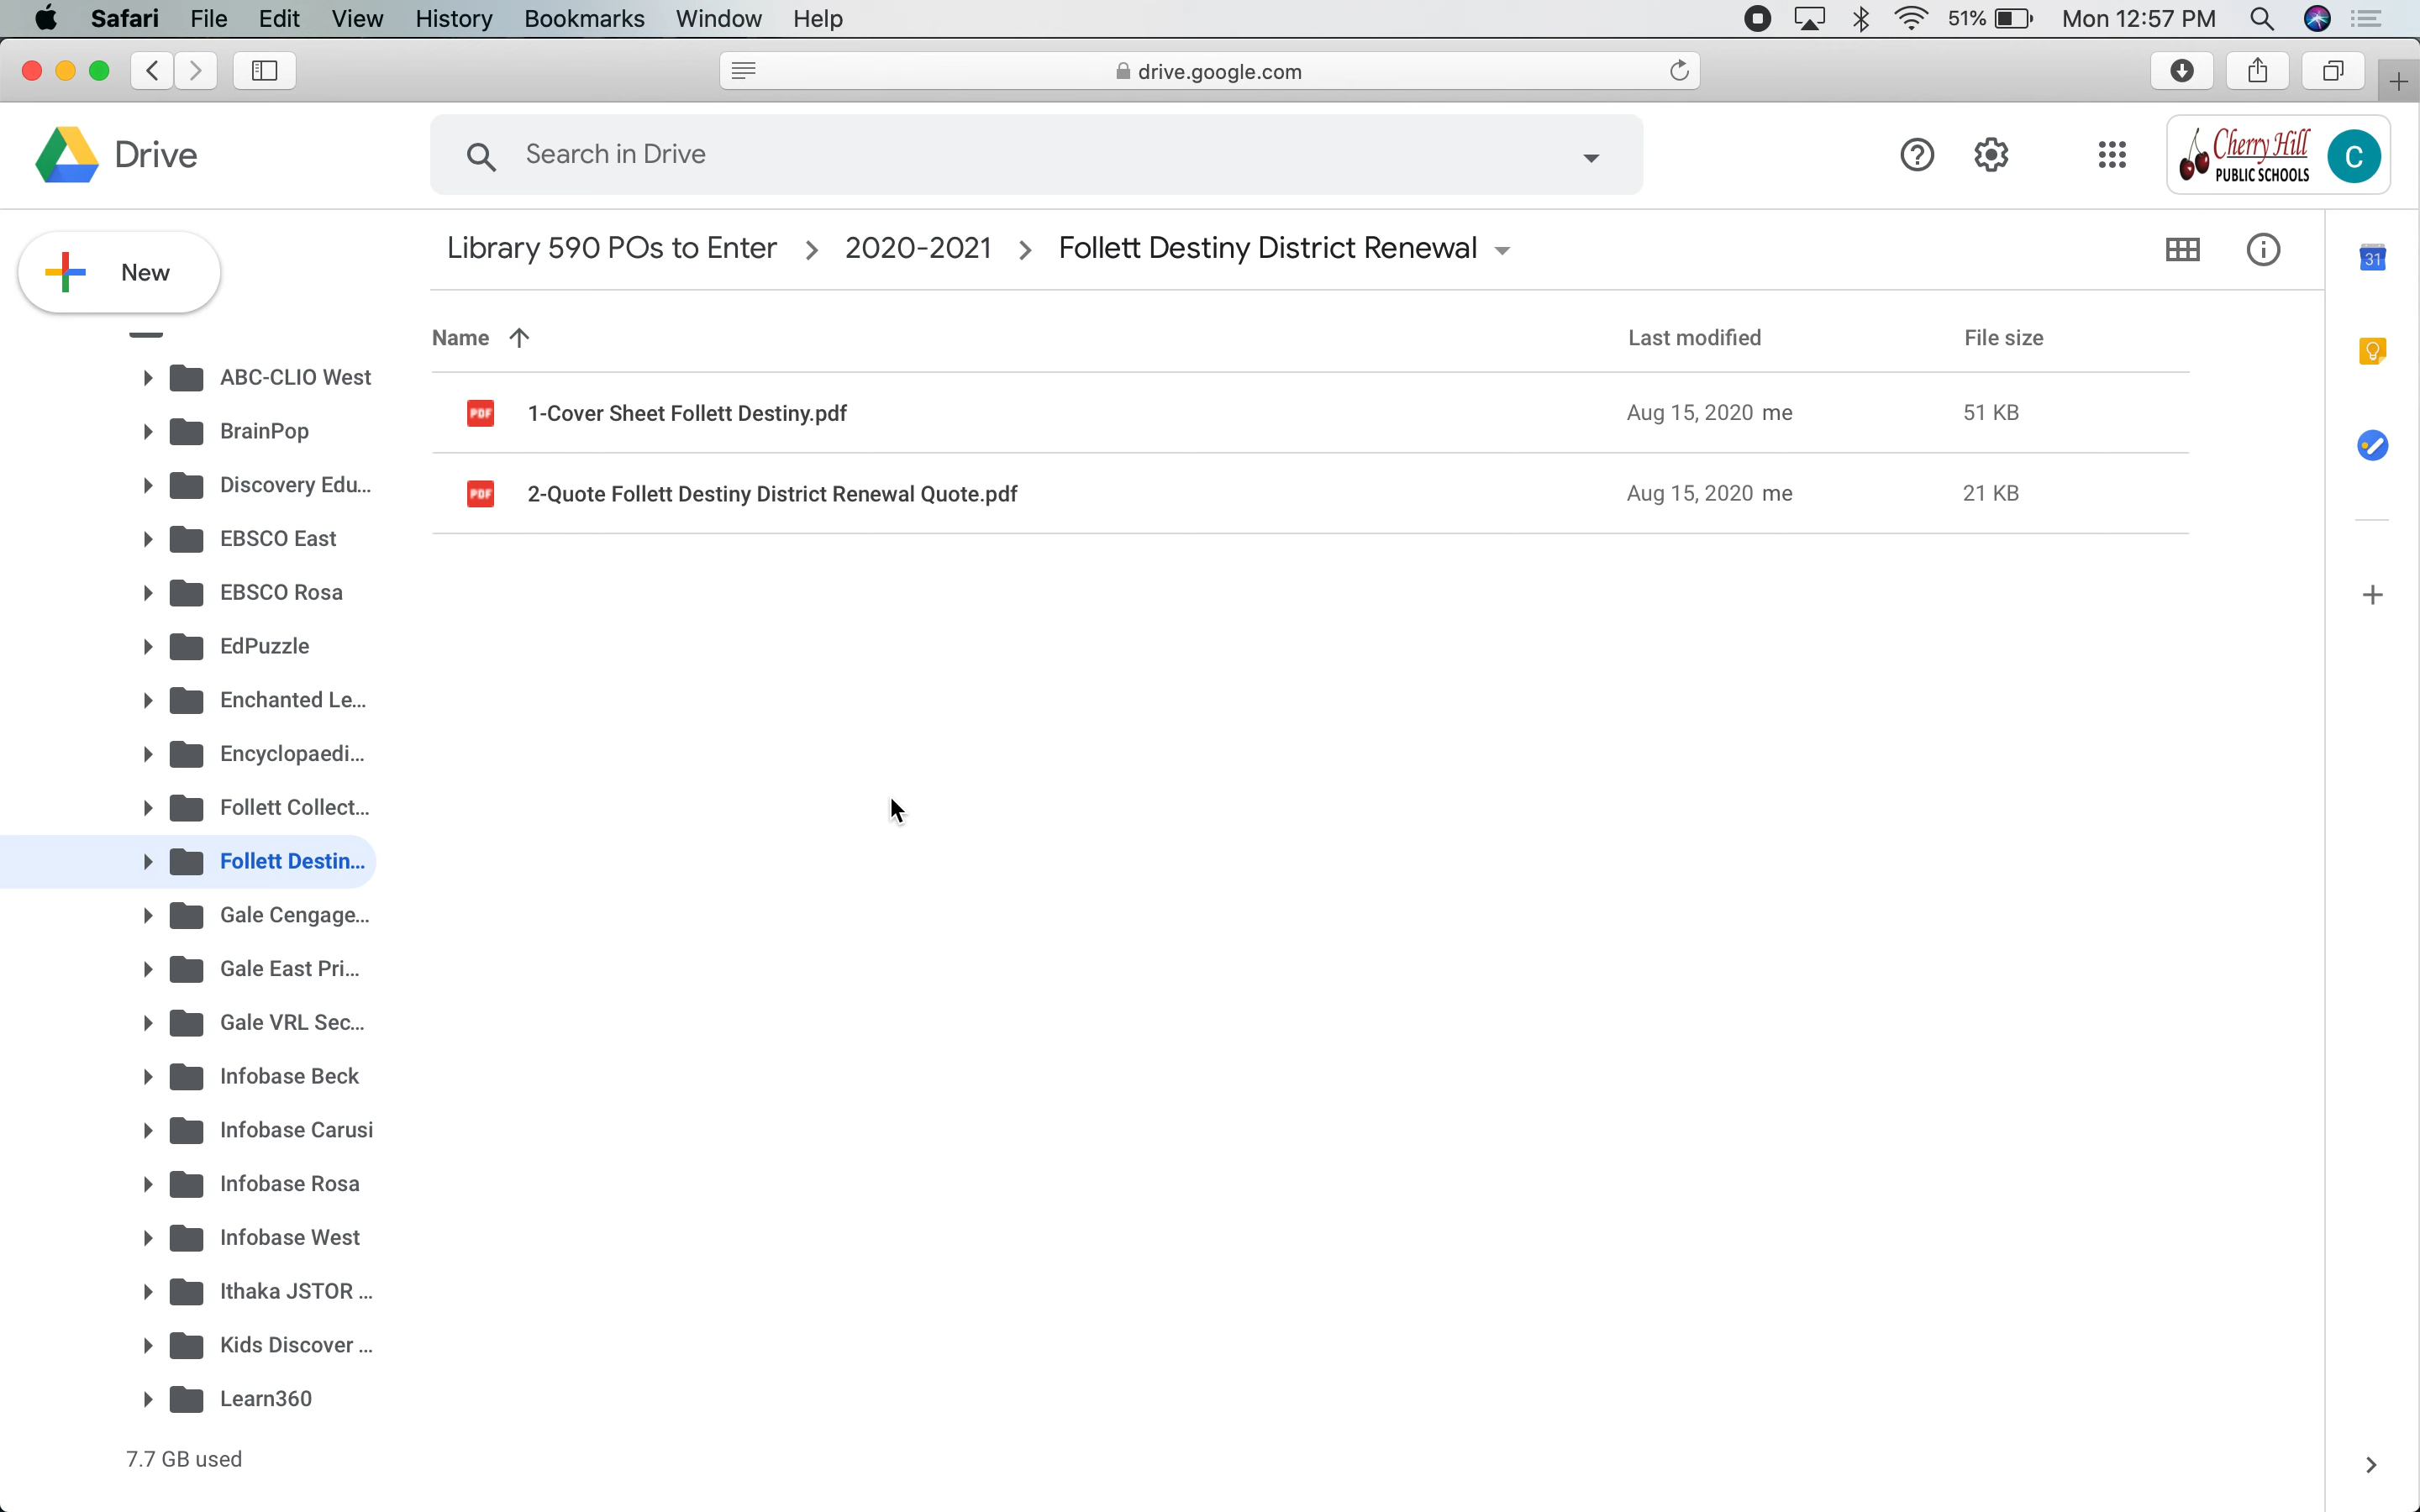 Safari File Edit View History Bookmarks Window Help 51% Mon 12:57 PM
drive.google.com
Drive
Search in Drive
Cherry Hill
PUBLIC SCHOOLS
C
New
Library 590 POs to Enter > 2020-2021 > Follett Destiny District Renewal
31
Name Last modified File size
PDF 1-Cover Sheet Follett Destiny.pdf Aug 15, 2020 me 51 KB
PDF 2-Quote Follett Destiny District Renewal Quote.pdf Aug 15, 2020 me 21 KB
ABC-CLIO West
BrainPop
Discovery Edu...
EBSCO East
EBSCO Rosa
EdPuzzle
Enchanted Le...
Encyclopaedi...
Follett Collect...
Follett Destin...
Gale Cengage...
Gale East Pri...
Gale VRL Sec...
Infobase Beck
Infobase Carusi
Infobase Rosa
Infobase West
Ithaka JSTOR ...
Kids Discover ...
Learn360
7.7 GB used